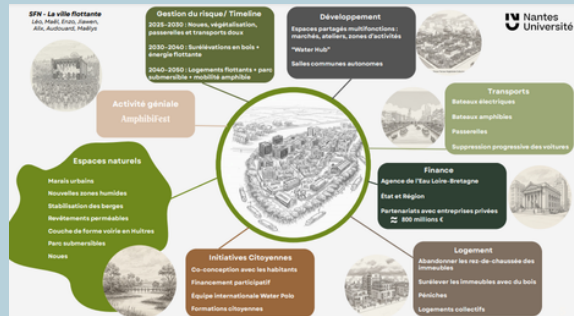 SFN - La ville flottante
Léo, Maël, Enzo, Jiawen,
Alix, Audouard, Maëlys
Gestion du risque/ Timeline
2025-2030 : Noues, végétalisation,
passerelles et transports doux
2030-2040 : Surélévations en bois +
énergie flottante
2040-2050 : Logements flottants + parc
submersible + mobilité amphibie
Développement
Espaces partagés multifonctions :
marchés, ateliers, zones d'activités
"Water Hub"
Salles communes autonomes
Nantes
Université
Activité géniale
AmphibiFest
Transports
Bateaux électriques
Bateaux amphibies
Passerelles
Suppression progressive des voitures
Espaces naturels
Marais urbains
Nouvelles zones humides
Stabilisation des berges
Revêtements perméables
Couche de forme voirie en Huîtres
Parc submersibles
Noues
Finance
Agence de l'Eau Loire-Bretagne
Etat et Région
Partenariats avec entreprises privées
≈ 800 millions €
Initiatives Citoyennes
Co-conception avec les habitants
Financement participatif
Équipe internationale Water Polo
Formations citoyennes
Logement
Abandonner les rez-de-chaussée des
immeubles
Surélever les immeubles avec du bois
Péniches
Logements collectifs